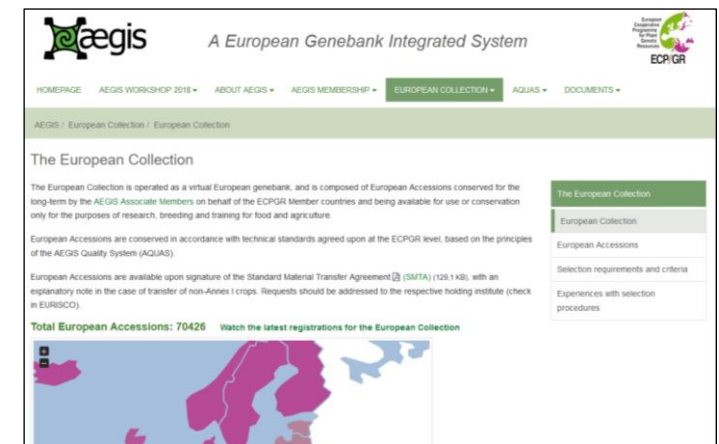 ægis
A European Genebank Integrated System
European
Cooperative
Programme
for Plant
Genetic
Resources
ECP/GR
HOMEPAGE AEGIS WORKSHOP 2018 ABOUT AEGIS AEGIS MEMBERSHIP EUROPEAN COLLECTION AQUAS DOCUMENTS
AEGIS / European Collection / European Collection
The European Collection
The European Collection is operated as a virtual European genebank, and is composed of European Accessions conserved for the
long-term by the AEGIS Associate Members on behalf of the ECPGR Member countries and being available for use or conservation
only for the purposes of research, breeding and training for food and agriculture.
European Accessions are conserved in accordance with technical standards agreed upon at the ECPGR level, based on the principles
of the AEGIS Quality System (AQUAS).
European Accessions are available upon signature of the Standard Material Transfer Agreement (SMTA) (129,1 KB), with an
explanatory note in the case of transfer of non-Annex I crops. Requests should be addressed to the respective holding institute (check
in EURISCO).
Total European Accessions: 70426 Watch the latest registrations for the European Collection
The European Collection
European Collection
European Accessions
Selection requirements and criteria
Experiences with selection
procedures